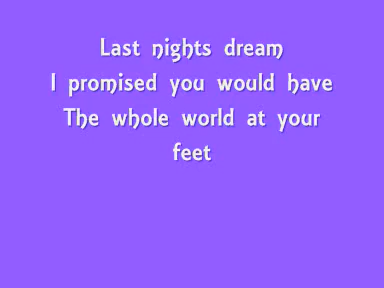 Last nights dream
I promised you would have
The whole world at your
feet